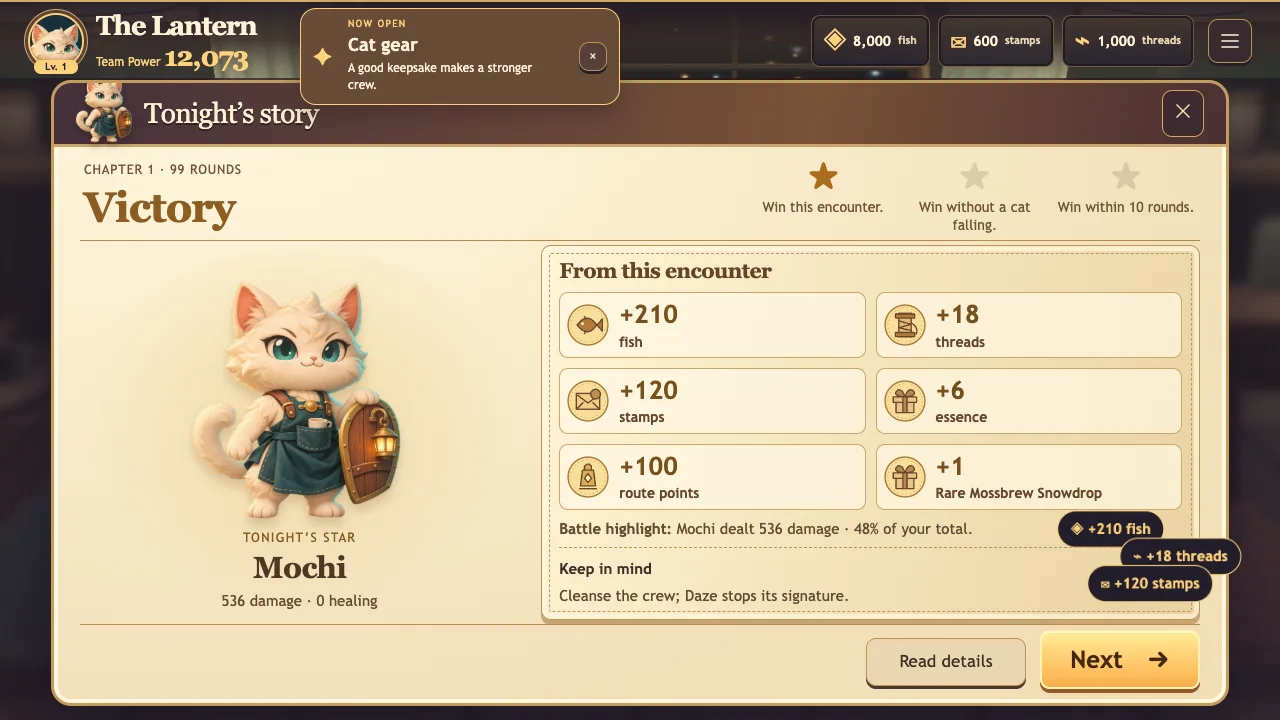 The Lantern
Lv. 1
Team Power 12,073
NOW OPEN
Cat gear
A good keepsake makes a stronger
crew.
×
8,000 fish
600 stamps
1,000 threads
Tonight's story
CHAPTER 1 · 99 ROUNDS
Victory
Win this encounter.
Win without a cat
falling.
Win within 10 rounds.
TONIGHT'S STAR
Mochi
536 damage · 0 healing
From this encounter
+210
fish
+18
threads
+120
stamps
+6
essence
+100
route points
+1
Rare Mossbrew Snowdrop
Battle highlight: Mochi dealt 536 damage · 48% of your total.
Keep in mind
Cleanse the crew; Daze stops its signature.
+210 fish
+18 threads
+120 stamps
Read details
Next →